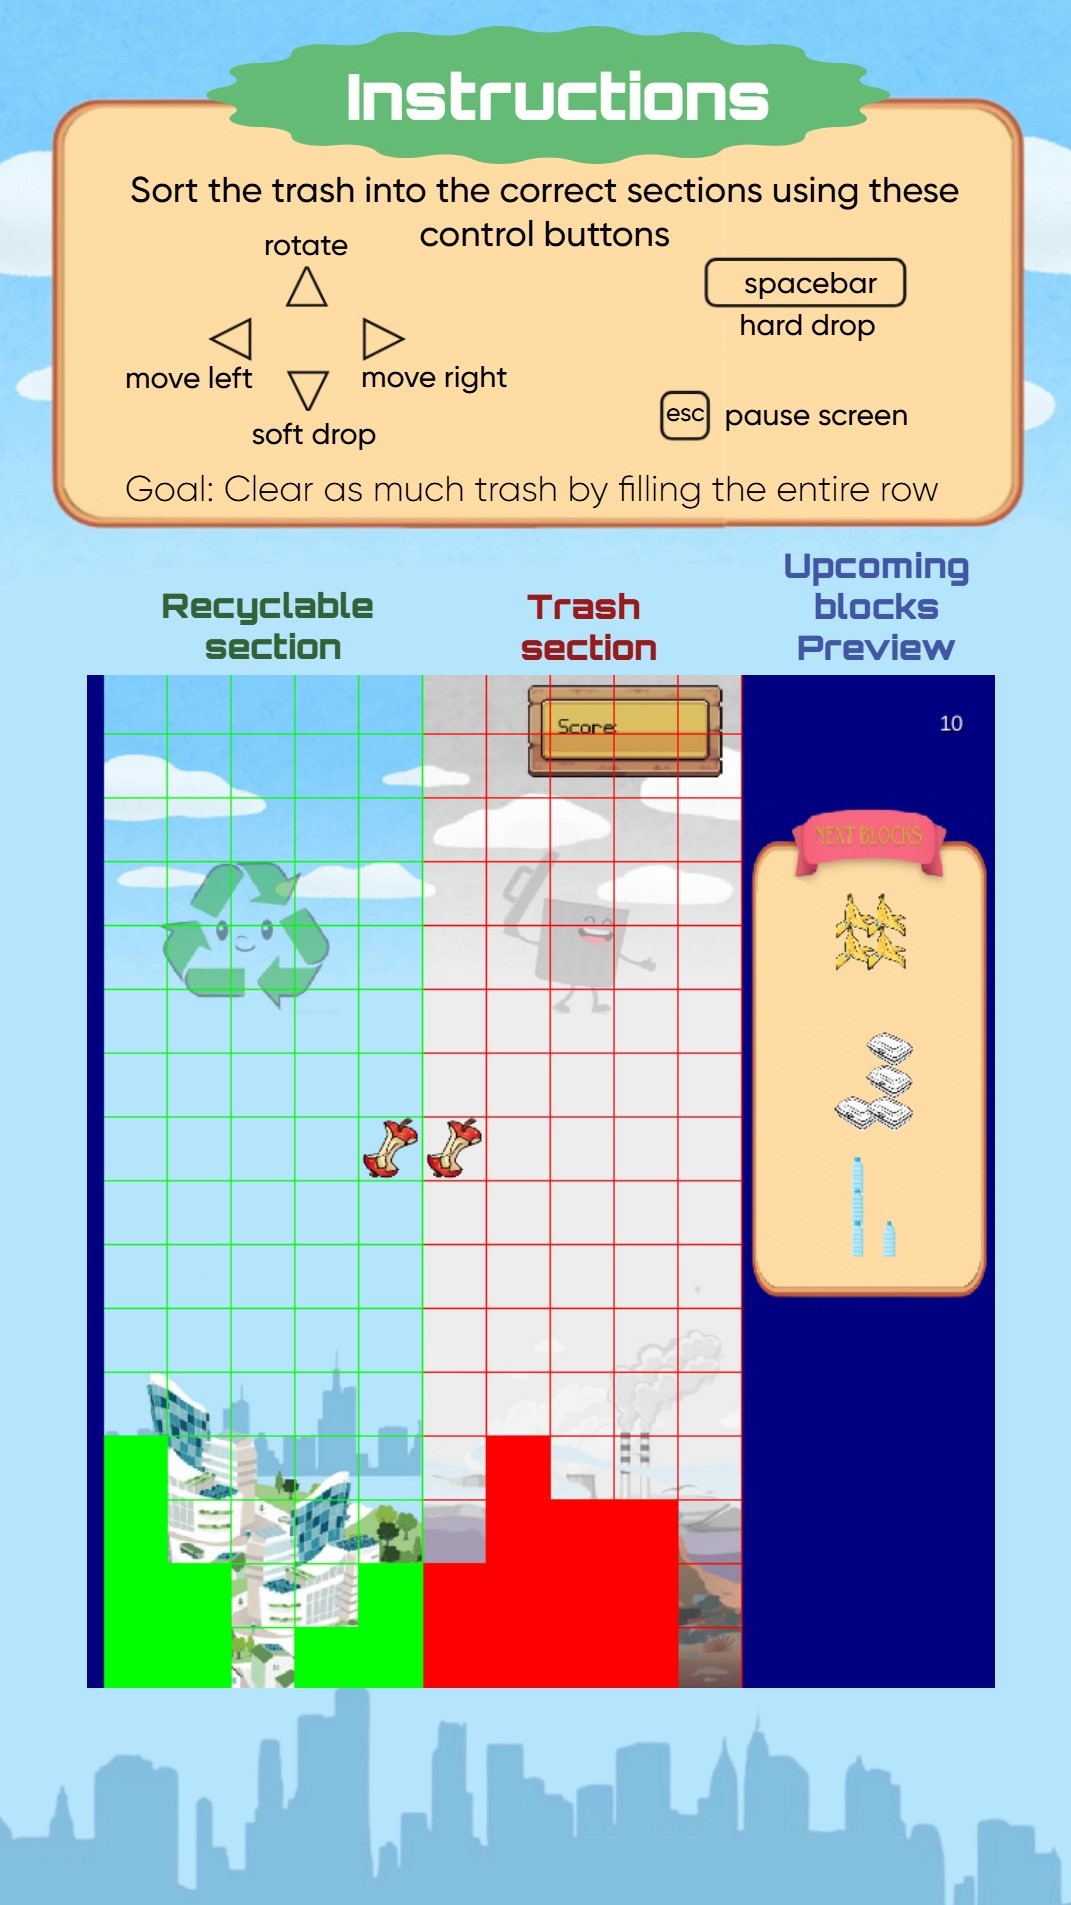 Instructions
Sort the trash into the correct sections using these
control buttons
rotate
spacebar
hard drop
move left
move right
soft drop
esc
pause screen
Goal: Clear as much trash by filling the entire row
Recyclable
section
Trash
section
Upcoming
blocks
Preview
Score:
10
NEXT BLOCKS